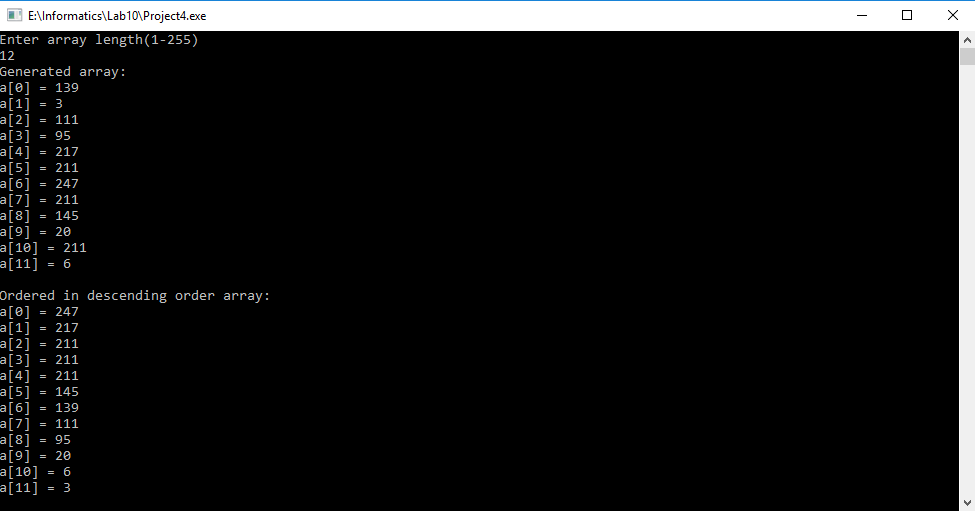 E:\Informatics\Lab10\Project4.exe
Enter array length(1-255)
12
Generated array:
a[0] = 139
a[1] = 3
a[2] = 111
a[3] = 95
a[4] = 217
a[5] = 211
a[6] = 247
a[7] = 211
a[8] = 145
a[9] = 20
a[10] = 211
a[11] = 6
Ordered in descending order array:
a[0] = 247
a[1] = 217
a[2] = 211
a[3] = 211
a[4] = 211
a[5] = 145
a[6] = 139
a[7] = 111
a[8] = 95
a[9] = 20
a[10] = 6
a[11] = 3